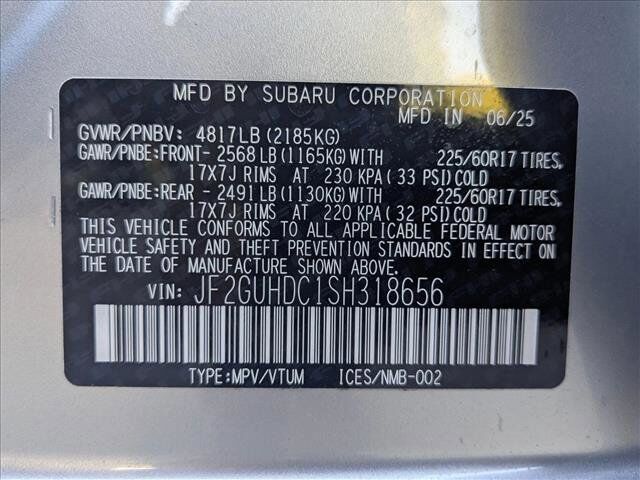 MFD BY SUBARU CORPORATION
MFD IN 06/25
GVWR/PNBV: 4817LB (2185KG)
GAWR/PNBE:FRONT- 2568 LB (1165KG)WITH 225/60R17 TIRES,
17X7J RIMS AT 230 KPA (33 PSI)COLD
GAWR/PNBE:REAR - 2491 LB (1130KG)WITH 225/60R17 TIRES,
17X7J RIMS AT 220 KPA (32 PSI)COLD
THIS VEHICLE CONFORMS TO ALL APPLICABLE FEDERAL MOTOR
VEHICLE SAFETY AND THEFT PREVENTION STANDARDS IN EFFECT ON
THE DATE OF MANUFACTURE SHOWN ABOVE.
VIN: JF2GUHDC1SH318656
TYPE:MPV/VTUM ICES/NMB-002